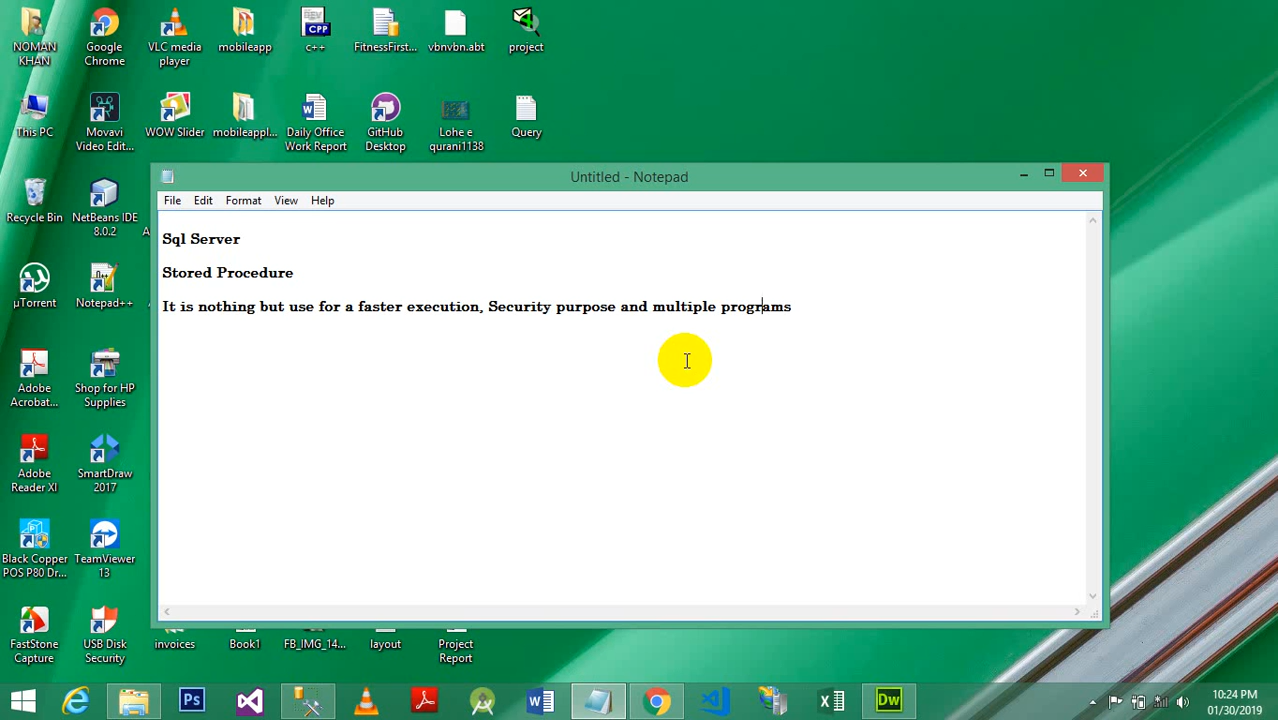 NOMAN KHAN
Google Chrome
VLC media player
mobileapp
CPP
c++
FitnessFirst...
vbnvbn.abt
project
This PC
Movavi Video Edit...
WOW Slider
mobileappl...
Daily Office Work Report
GitHub Desktop
Lohe e qurani1138
Query
Recycle Bin
NetBeans IDE 8.0.2
A
µTorrent
Notepad++
Adobe Acrobat...
Shop for HP Supplies
Adobe Reader XI
SmartDraw 2017
Black Copper POS P80 Dr...
TeamViewer 13
FastStone Capture
USB Disk Security
invoices
Book1
FB_IMG_14...
layout
Project Report
Untitled - Notepad
File Edit Format View Help
Sql Server
Stored Procedure
It is nothing but use for a faster execution, Security purpose and multiple programs
Ps
Dw
10:24 PM
01/30/2019